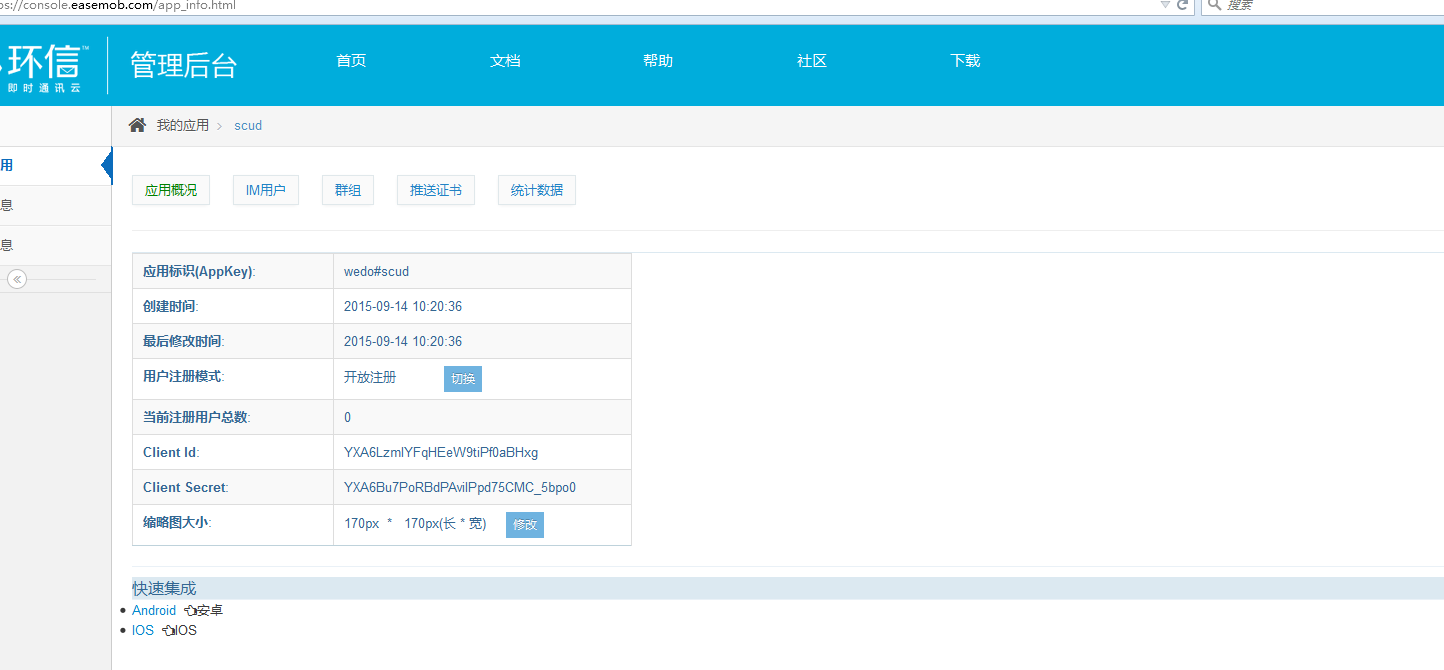 ps://console.easemob.com/app_info.html
搜索
环信™
即时通讯云
管理后台
首页
文档
帮助
社区
下载
我的应用 > scud
用
息
息
应用概况
IM用户
群组
推送证书
统计数据
应用标识(AppKey): wedo#scud
创建时间: 2015-09-14 10:20:36
最后修改时间: 2015-09-14 10:20:36
用户注册模式: 开放注册 切换
当前注册用户总数: 0
Client Id: YXA6LzmlYFqHEeW9tiPf0aBHxg
Client Secret: YXA6Bu7PoRBdPAvilPpd75CMC_5bpo0
缩略图大小: 170px * 170px(长 * 宽) 修改
快速集成
Android 安卓
IOS IOS